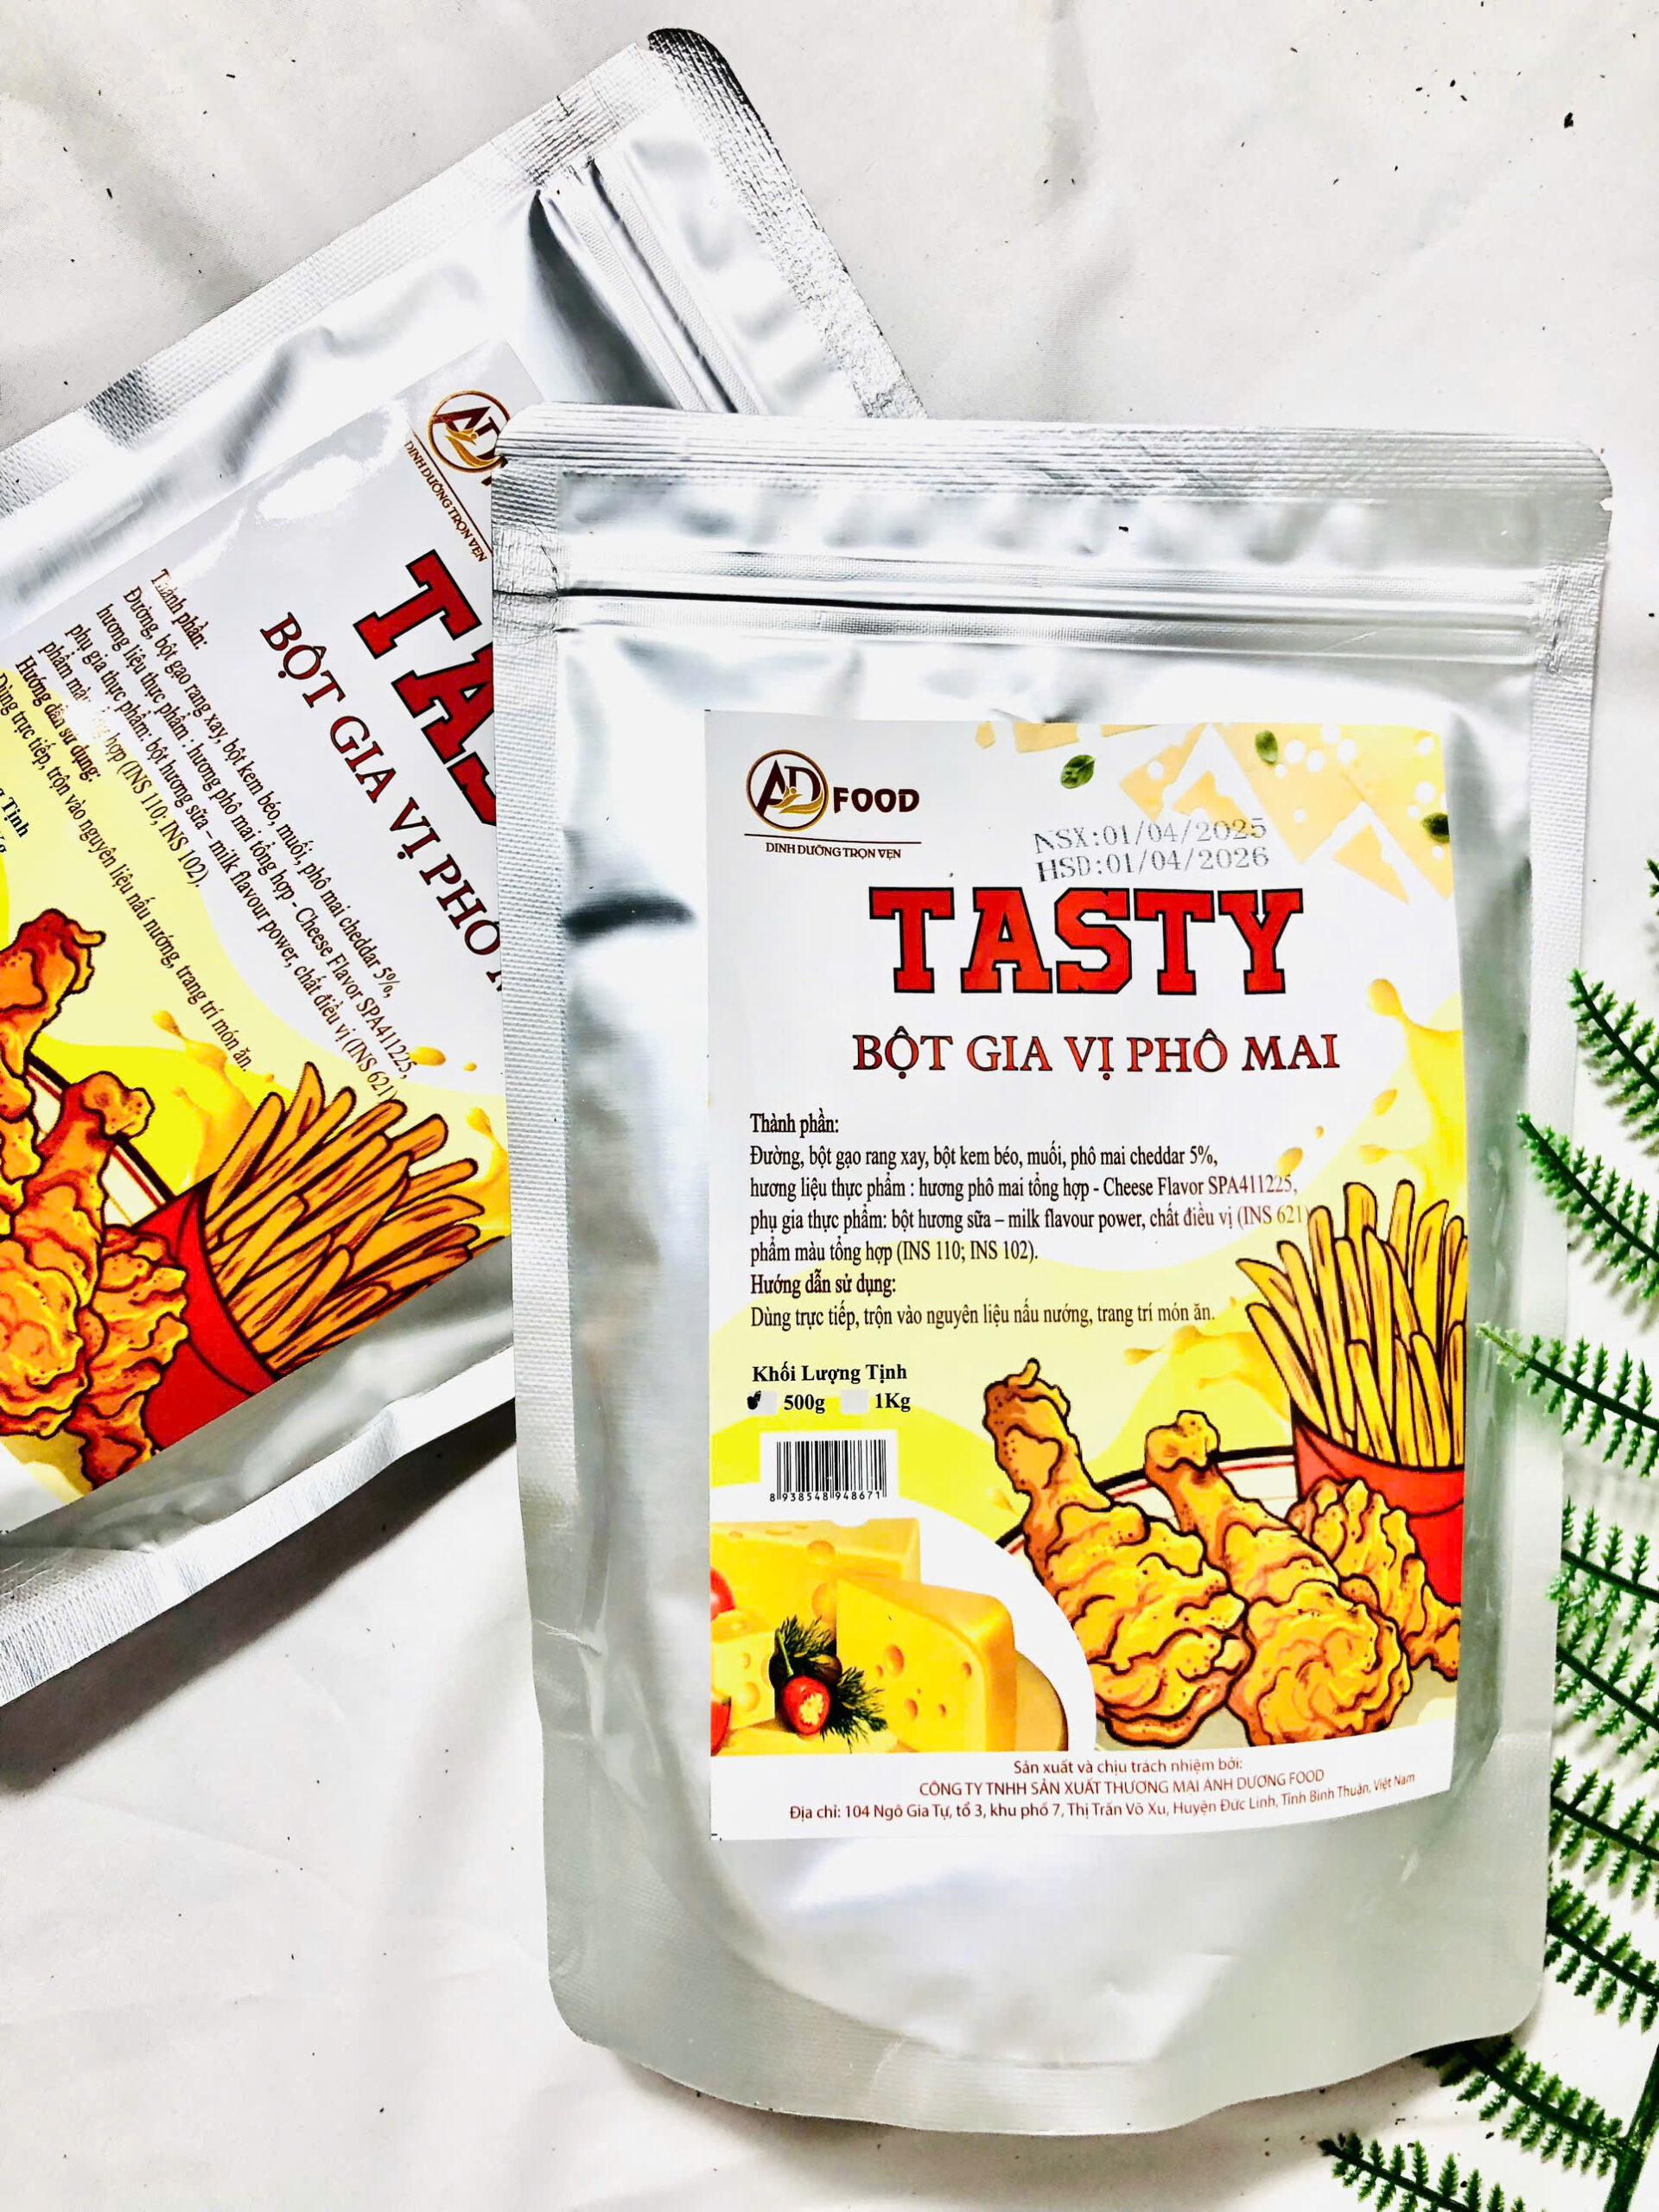 AD FOOD
DINH DƯỠNG TRỌN VẸN
NSX:01/04/2025
HSD:01/04/2026
TASTY
BỘT GIA VỊ PHÔ MAI
Thành phần:
Đường, bột gạo rang xay, bột kem béo, muối, phô mai cheddar 5%,
hương liệu thực phẩm : hương phô mai tổng hợp - Cheese Flavor SPA411225,
phụ gia thực phẩm: bột hương sữa – milk flavour power, chất điều vị (INS 621)
phẩm màu tổng hợp (INS 110; INS 102).
Hướng dẫn sử dụng:
Dùng trực tiếp, trộn vào nguyên liệu nấu nướng, trang trí món ăn.
Khối Lượng Tịnh
500g 1Kg
8 938548 948671
Sản xuất và chịu trách nhiệm bởi:
CÔNG TY TNHH SẢN XUẤT THƯƠNG MẠI ÁNH DƯƠNG FOOD
Địa chỉ: 104 Ngô Gia Tự, tổ 3, khu phố 7, Thị Trấn Võ Xu, Huyện Đức Linh, Tỉnh Bình Thuận, Việt Nam
AD
DINH DƯỠNG TRỌN VẸN
TAS
BỘT GIA VỊ PHÔ
Thành phần:
Đường, bột gạo rang xay, bột kem béo, muối, phô mai cheddar 5%,
hương liệu thực phẩm : hương phô mai tổng hợp - Cheese Flavor SPA411225,
phụ gia thực phẩm: bột hương sữa – milk flavour power, chất điều vị (INS 621)
phẩm hợp (INS 110; INS 102).
Hướng dẫn sử dụng:
Dùng trực tiếp, trộn vào nguyên liệu nấu nướng, trang trí món ăn.
Tịnh